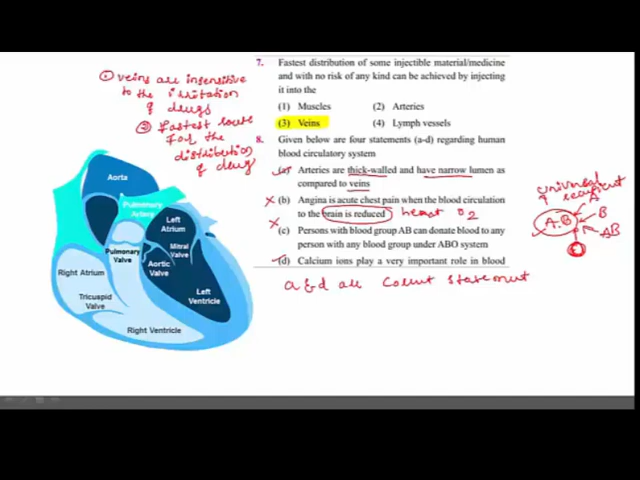 ① veins are insensitive
to the irritation
of drugs
② Fastest route
For the
distribution
of drug
7. Fastest distribution of some injectable material/medicine
and with no risk of any kind can be achieved by injecting
it into the
(1) Muscles (2) Arteries
(3) Veins (4) Lymph vessels
8. Given below are four statements (a-d) regarding human
blood circulatory system
(a) Arteries are thick-walled and have narrow lumen as
compared to veins
(b) Angina is acute chest pain when the blood circulation
to the brain is reduced heart O2
(c) Persons with blood group AB can donate blood to any
person with any blood group under ABO system
(d) Calcium ions play a very important role in blood
a & d are correct statement
universal
recipient
A
A.B
B
AB
Aorta
Pulmonary
Artery
Left
Atrium
Mitral
Valve
Pulmonary
Valve
Aortic
Valve
Right Atrium
Left
Ventricle
Tricuspid
Valve
Right Ventricle